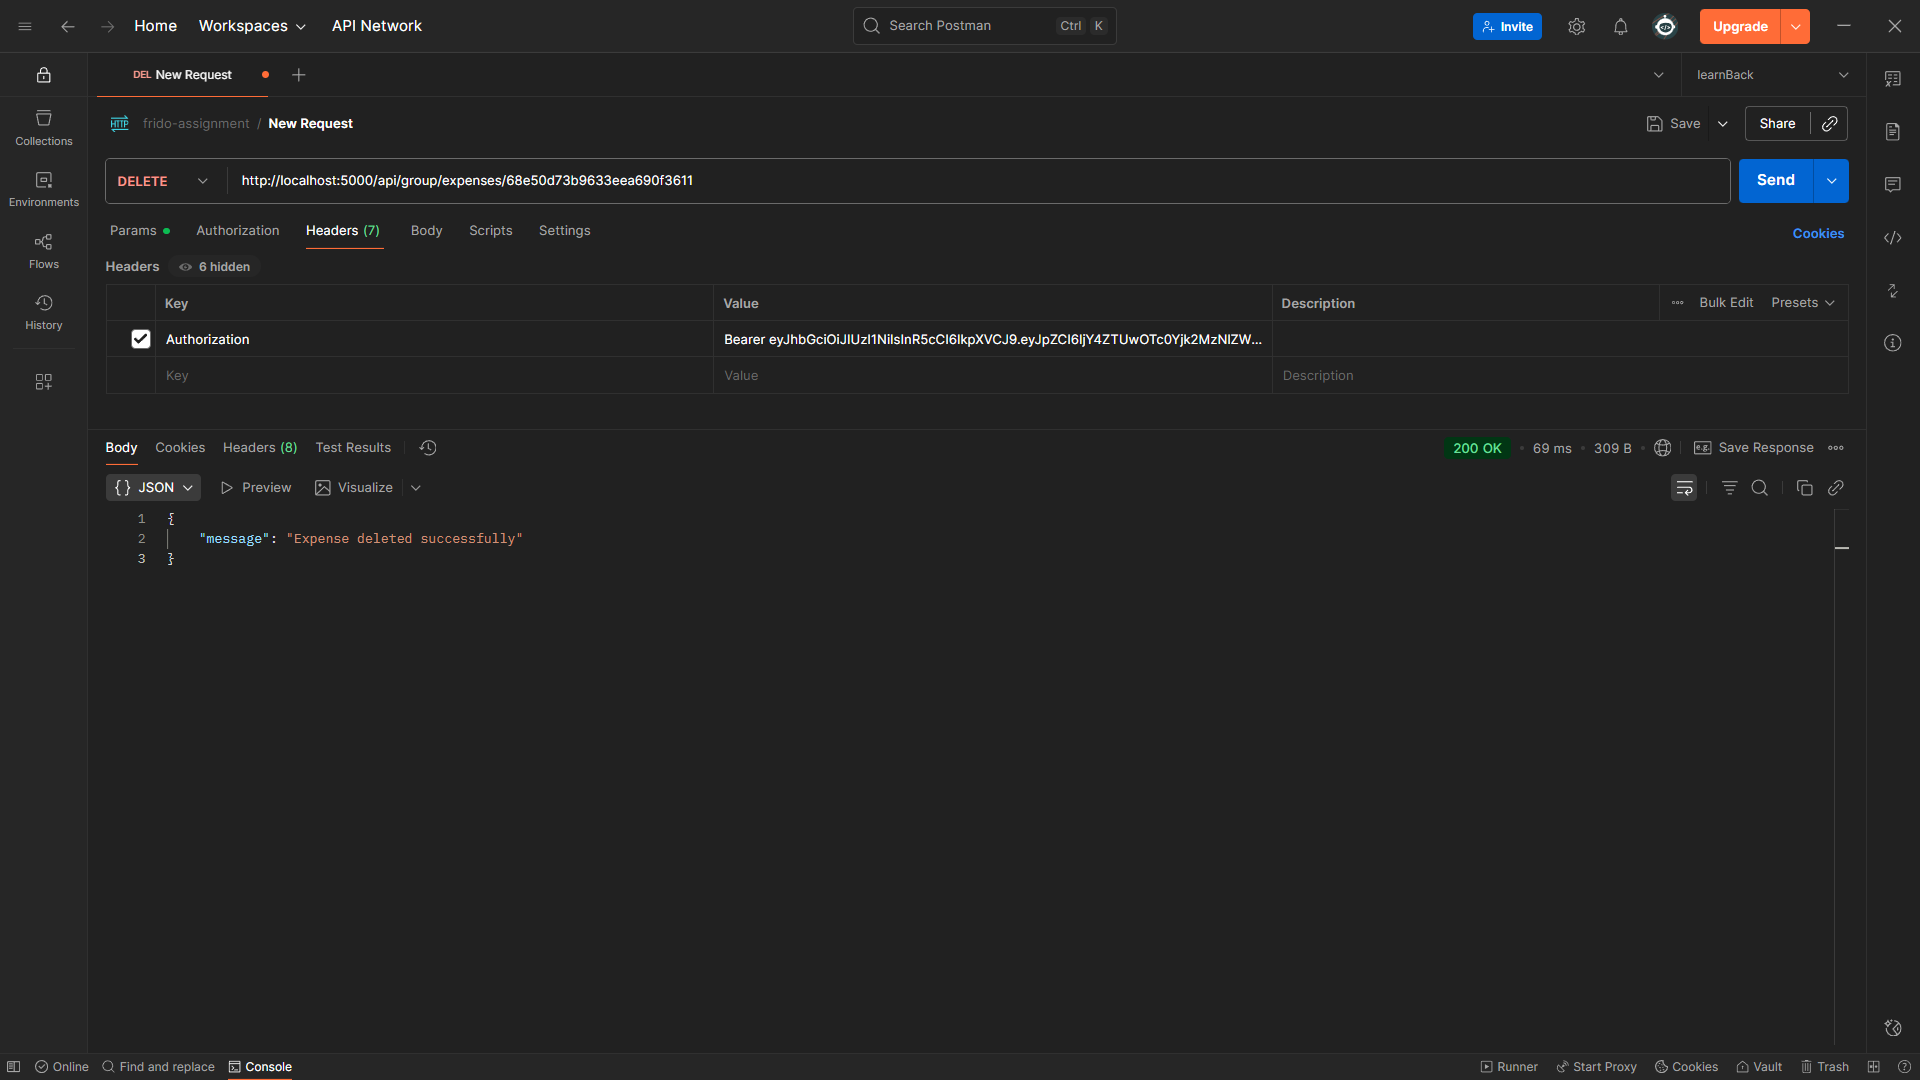 Home Workspaces API Network Search Postman Ctrl K Invite Upgrade
DEL New Request learnBack
HTTP frido-assignment / New Request Save Share
Collections
DELETE http://localhost:5000/api/group/expenses/68e50d73b9633eea690f3611 Send
Environments
Params Authorization Headers (7) Body Scripts Settings Cookies
Flows
Headers 6 hidden
Key Value Description Bulk Edit Presets
History
Authorization Bearer eyJhbGciOiJIUzI1NiIsInR5cCI6IkpXVCJ9.eyJpZCI6IjY4ZTUwOTc0Yjk2MzNlZW...
Key Value Description
Body Cookies Headers (8) Test Results 200 OK 69 ms 309 B e.g. Save Response
{} JSON Preview Visualize
1 {
2 "message": "Expense deleted successfully"
3 }
Online Find and replace Console Runner Start Proxy Cookies Vault Trash